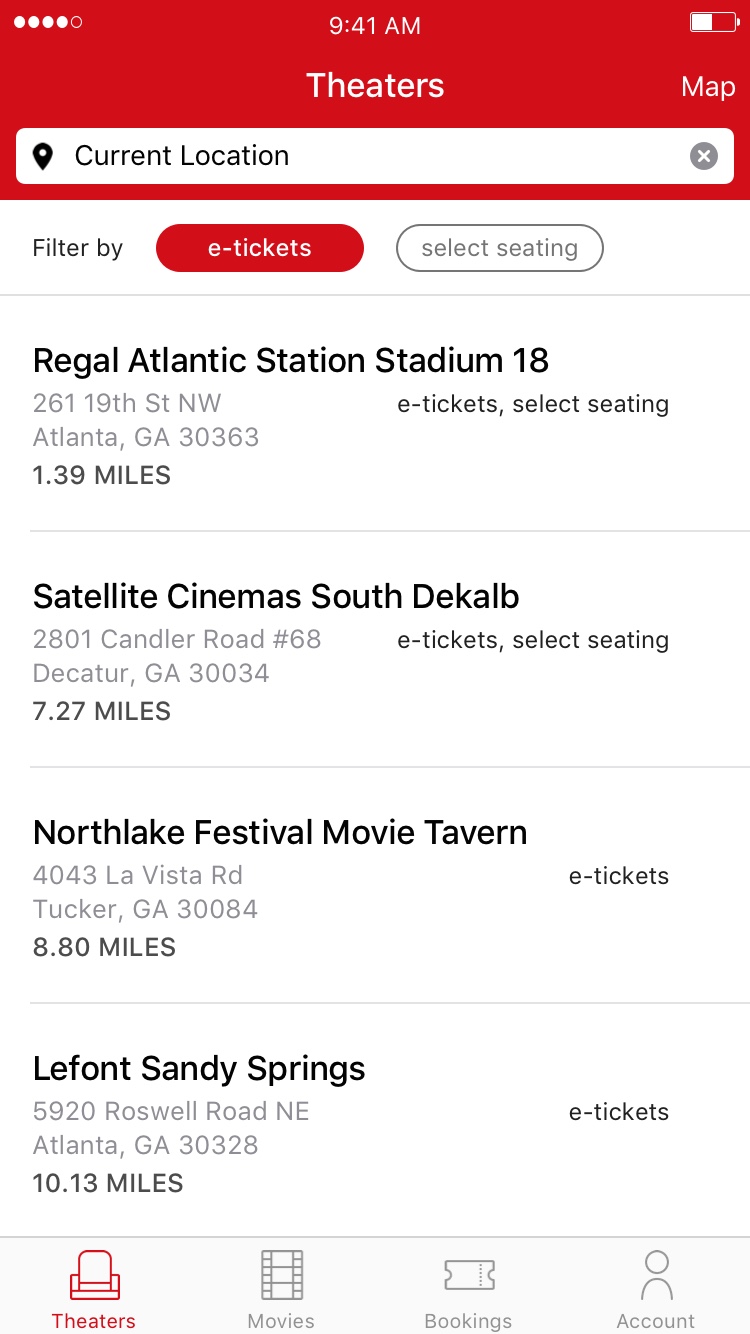 9:41 AM
Theaters
Map
Current Location
Filter by
e-tickets
select seating
Regal Atlantic Station Stadium 18
261 19th St NW
e-tickets, select seating
Atlanta, GA 30363
1.39 MILES
Satellite Cinemas South Dekalb
2801 Candler Road #68
e-tickets, select seating
Decatur, GA 30034
7.27 MILES
Northlake Festival Movie Tavern
4043 La Vista Rd
e-tickets
Tucker, GA 30084
8.80 MILES
Lefont Sandy Springs
5920 Roswell Road NE
e-tickets
Atlanta, GA 30328
10.13 MILES
Theaters
Movies
Bookings
Account